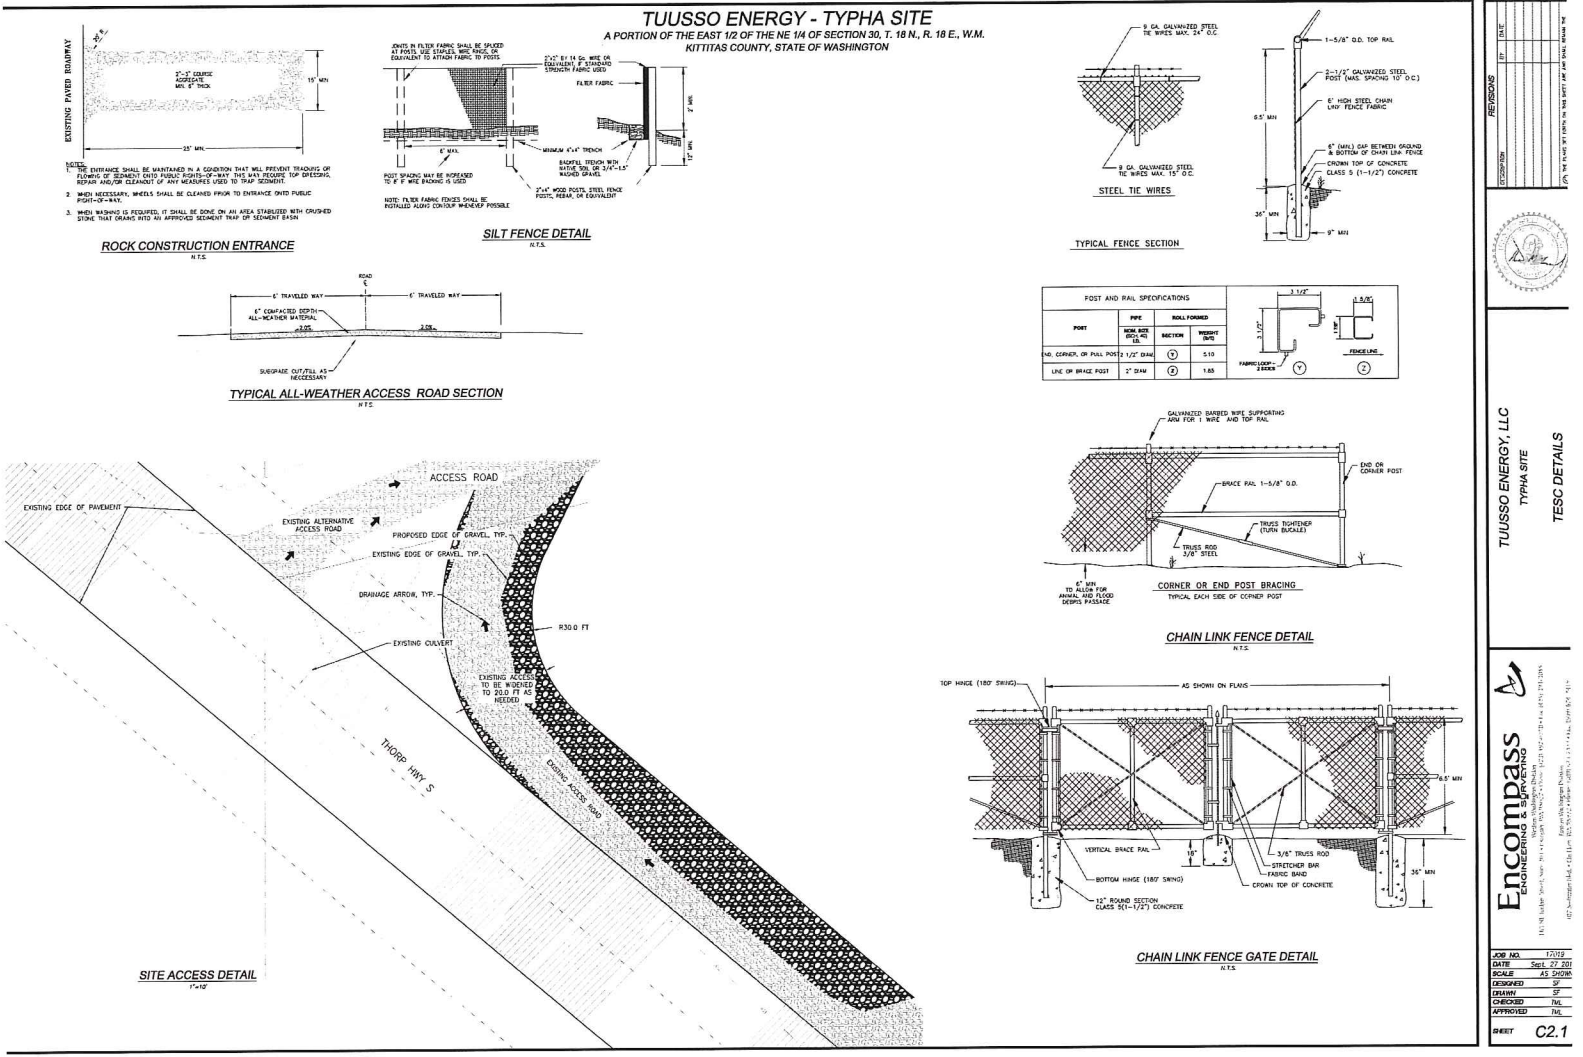 TUUSSO ENERGY - TYPHA SITE
A PORTION OF THE EAST 1/2 OF THE NE 1/4 OF SECTION 30, T. 18 N., R. 18 E., W.M.
KITTITAS COUNTY, STATE OF WASHINGTON
EXISTING PAVED ROADWAY
2"-3" COURSE
AGGREGATE
MIN. 6" THICK
15' MIN
25' MIN.
NOTES:
1. THE ENTRANCE SHALL BE MAINTAINED IN A CONDITION THAT WILL PREVENT TRACKING OR
FLOWING OF SEDIMENT ONTO PUBLIC RIGHTS-OF-WAY. THIS MAY REQUIRE TOP DRESSING,
REPAIR AND/OR CLEANOUT OF ANY MEASURES USED TO TRAP SEDIMENT.
2. WHEN NECESSARY, WHEELS SHALL BE CLEANED PRIOR TO ENTRANCE ONTO PUBLIC
RIGHT-OF-WAY.
3. WHEN WASHING IS REQUIRED, IT SHALL BE DONE ON AN AREA STABILIZED WITH CRUSHED
STONE THAT DRAINS INTO AN APPROVED SEDIMENT TRAP OR SEDIMENT BASIN
ROCK CONSTRUCTION ENTRANCE
N.T.S.
JOINTS IN FILTER FABRIC SHALL BE SPLICED
AT POSTS. USE STAPLES, WIRE RINGS, OR
EQUIVALENT TO ATTACH FABRIC TO POSTS
2"x2" BY 14 Ga. WIRE OR
EQUIVALENT, IF STANDARD
STRENGTH FABRIC USED
FILTER FABRIC
2' MIN.
12" MIN.
6' MAX.
MINIMUM 4"x4" TRENCH
BACKFILL TRENCH WITH
NATIVE SOIL OR 3/4"-1.5"
WASHED GRAVEL
POST SPACING MAY BE INCREASED
TO 8' IF WIRE BACKING IS USED
2"x4" WOOD POSTS, STEEL FENCE
POSTS, REBAR, OR EQUIVALENT
NOTE: FILTER FABRIC FENCES SHALL BE
INSTALLED ALONG CONTOUR WHENEVER POSSIBLE
SILT FENCE DETAIL
N.T.S.
ROAD
6' TRAVELED WAY
6' TRAVELED WAY
6" COMPACTED DEPTH
ALL-WEATHER MATERIAL
2.0%
2.0%
SUBGRADE CUT/FILL AS
NECCESSARY
TYPICAL ALL-WEATHER ACCESS ROAD SECTION
N.T.S.
9 GA. GALVANIZED STEEL
TIE WIRES MAX. 24" O.C.
9 GA. GALVANIZED STEEL
TIE WIRES MAX. 15" O.C.
STEEL TIE WIRES
TYPICAL FENCE SECTION
1-5/8" O.D. TOP RAIL
2-1/2" GALVANIZED STEEL
POST (MAS. SPACING 10' O.C.)
6' HIGH STEEL CHAIN
LINK FENCE FABRIC
6.5' MIN
6" (MIN.) GAP BETWEEN GROUND
& BOTTOM OF CHAIN LINK FENCE
CROWN TOP OF CONCRETE
CLASS 5 (1-1/2") CONCRETE
36" MIN
9" MIN
POST AND RAIL SPECIFICATIONS
POST
PIPE
ROLL FORMED
NOM. SIZE
(SCH. 40)
I.D.
SECTION
WEIGHT
(lb/ft)
END, CORNER, OR PULL POST 2 1/2" DIAM. Y 5.10
LINE OR BRACE POST 2" DIAM Z 1.85
3 1/2"
3 1/2"
1 5/8"
FABRIC LOOP -
2 SIDES
Y
FENCE LINE
Z
GALVANIZED BARBED WIRE SUPPORTING
ARM FOR 1 WIRE AND TOP RAIL
END OR
CORNER POST
BRACE RAIL 1-5/8" O.D.
TRUSS TIGHTENER
(TURN BUCKLE)
TRUSS ROD
3/8" STEEL
6" MIN
TO ALLOW FOR
ANIMAL AND FLOOD
DEBRIS PASSAGE
CORNER OR END POST BRACING
TYPICAL EACH SIDE OF CORNER POST
CHAIN LINK FENCE DETAIL
N.T.S.
TOP HINGE (180° SWING)
AS SHOWN ON PLANS
6.5' MIN
VERTICAL BRACE RAIL
18"
3/8" TRUSS ROD
STRETCHER BAR
FABRIC BAND
CROWN TOP OF CONCRETE
BOTTOM HINGE (180° SWING)
12" ROUND SECTION
CLASS 5(1-1/2") CONCRETE
36" MIN
CHAIN LINK FENCE GATE DETAIL
N.T.S.
ACCESS ROAD
EXISTING EDGE OF PAVEMENT
EXISTING ALTERNATIVE
ACCESS ROAD
PROPOSED EDGE OF GRAVEL, TYP.
EXISTING EDGE OF GRAVEL, TYP.
DRAINAGE ARROW, TYP.
R30.0 FT
EXISTING CULVERT
EXISTING ACCESS
TO BE WIDENED
TO 20.0 FT AS
NEEDED
THORP HWY S
EXISTING ACCESS ROAD
SITE ACCESS DETAIL
1"=10'
REVISIONS
DESCRIPTION
BY
DATE
TUUSSO ENERGY, LLC
TYPHA SITE
TESC DETAILS
Encompass
ENGINEERING & SURVEYING
JOB NO. 17019
DATE Sept. 27 201
SCALE AS SHOWN
DESIGNED SF
DRAWN SF
CHECKED TML
APPROVED TML
SHEET C2.1